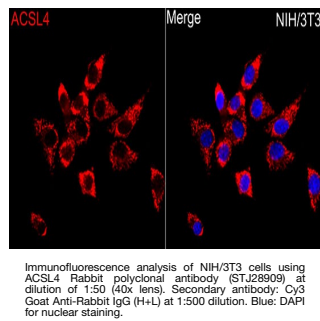 ACSL4 Merge NIH/3T3
Immunofluorescence analysis of NIH/3T3 cells using
ACSL4 Rabbit polyclonal antibody (STJ28909) at
dilution of 1:50 (40x lens). Secondary antibody: Cy3
Goat Anti-Rabbit IgG (H+L) at 1:500 dilution. Blue: DAPI
for nuclear staining.